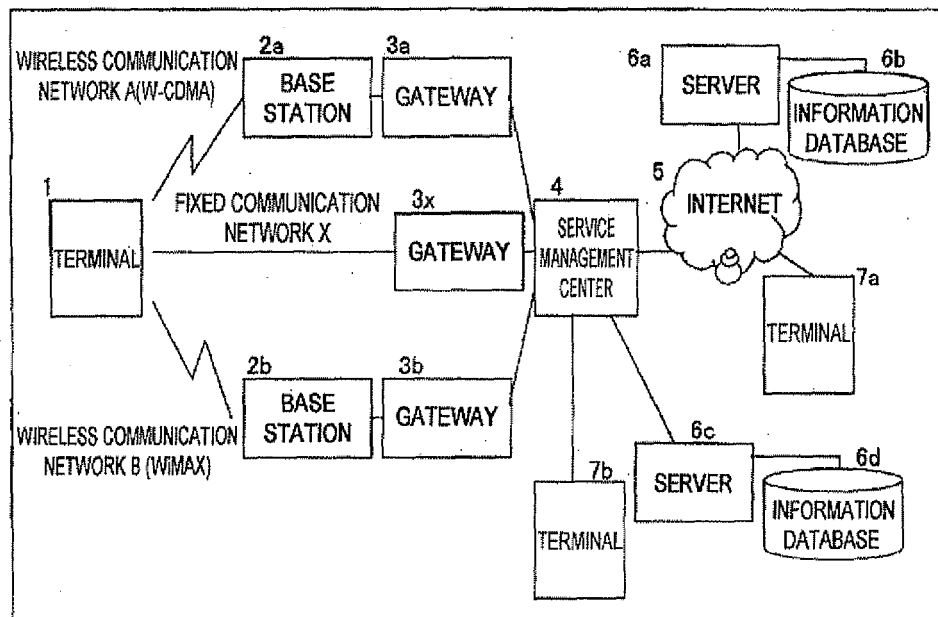 WIRELESS COMMUNICATION
NETWORK A(W-CDMA)
2a
BASE
STATION
3a
GATEWAY
6a
SERVER
6b
INFORMATION
DATABASE
1
TERMINAL
FIXED COMMUNICATION
NETWORK X
3x
GATEWAY
4
SERVICE
MANAGEMENT
CENTER
5
INTERNET
7a
TERMINAL
2b
BASE
STATION
3b
GATEWAY
WIRELESS COMMUNICATION
NETWORK B (WiMAX)
7b
TERMINAL
6c
SERVER
6d
INFORMATION
DATABASE